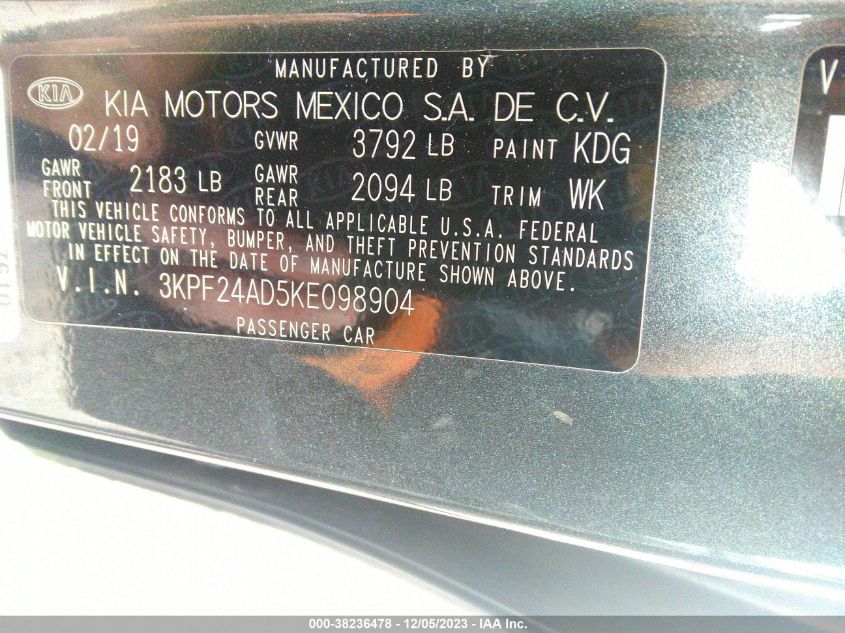 MANUFACTURED BY
KIA KIA MOTORS MEXICO S.A. DE C.V.
02/19 GVWR 3792 LB PAINT KDG
GAWR FRONT 2183 LB GAWR REAR 2094 LB TRIM WK
THIS VEHICLE CONFORMS TO ALL APPLICABLE U.S.A. FEDERAL
MOTOR VEHICLE SAFETY, BUMPER, AND THEFT PREVENTION STANDARDS
IN EFFECT ON THE DATE OF MANUFACTURE SHOWN ABOVE.
V.I.N. 3KPF24AD5KE098904
PASSENGER CAR
V
000-38236478 - 12/05/2023 - IAA Inc.